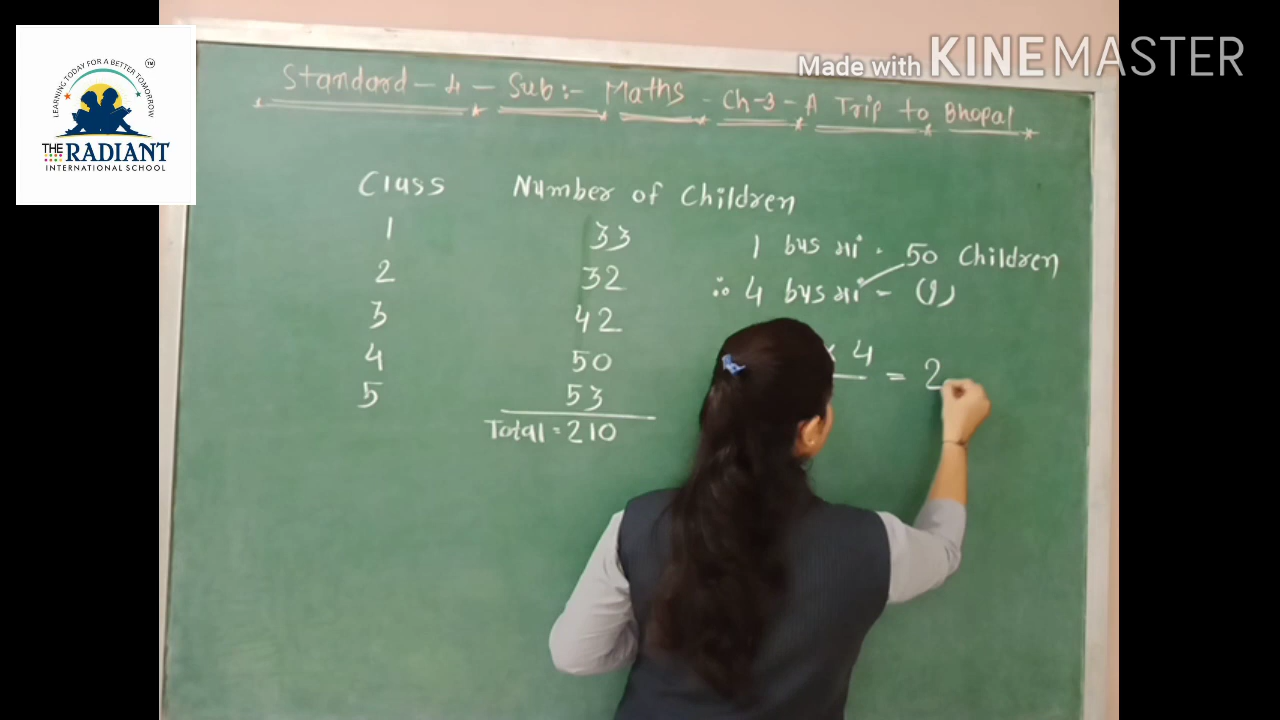 LEARNING TODAY FOR A BETTER TOMORROW
TM
THE RADIANT
INTERNATIONAL SCHOOL
Made with KINEMASTER
Standard - 4 - Sub:- Maths - Ch-3 - A Trip to Bhopal
Class Number of Children
1 33
2 32
3 42
4 50
5 53
Total = 210
1 bus માં - 50 Children
∴ 4 bus માં - (?)
× 4 = 2